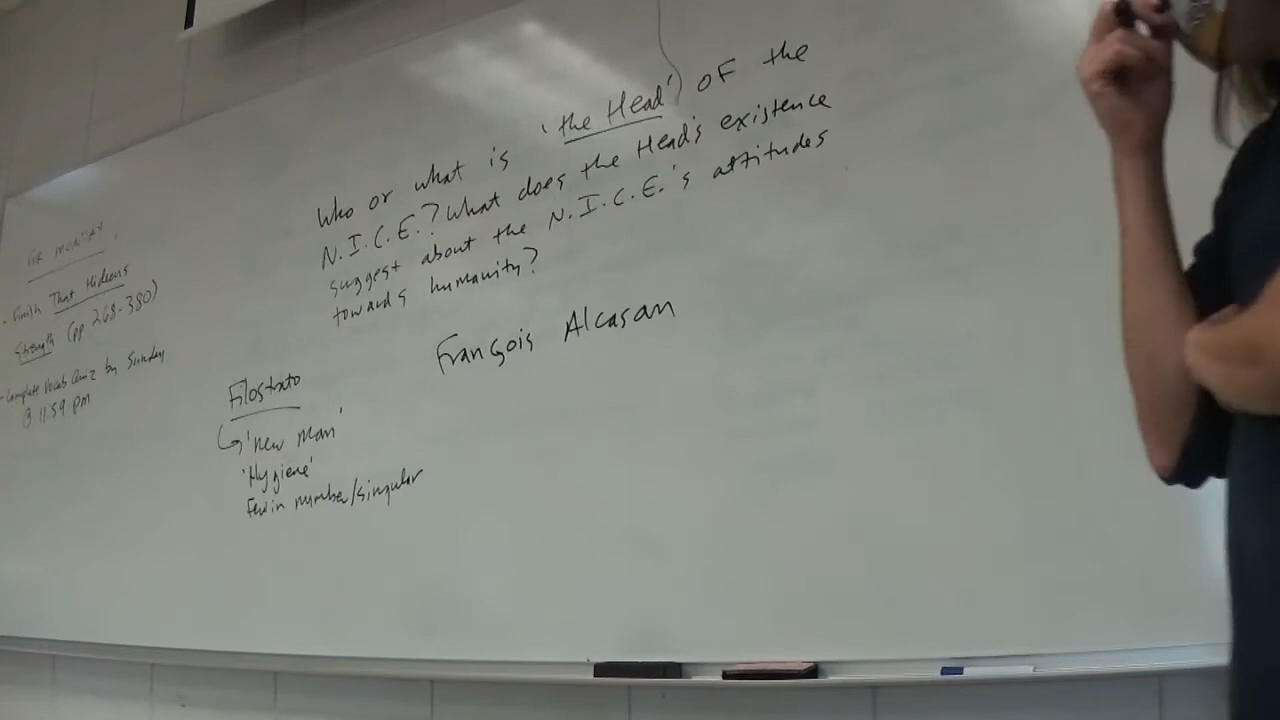 FOR MONDAY,
- Finish That Hideous
Strength (pp 268-380)
- Complete Vocab Quiz by Sunday
@ 11:59 pm
Who or what is 'the Head' of the
N.I.C.E.? What does the Head's existence
suggest about the N.I.C.E.'s attitudes
towards humanity?
François Alcasan
Filostrato
↳ 'new man'
'Hygiene'
Few in number/singular